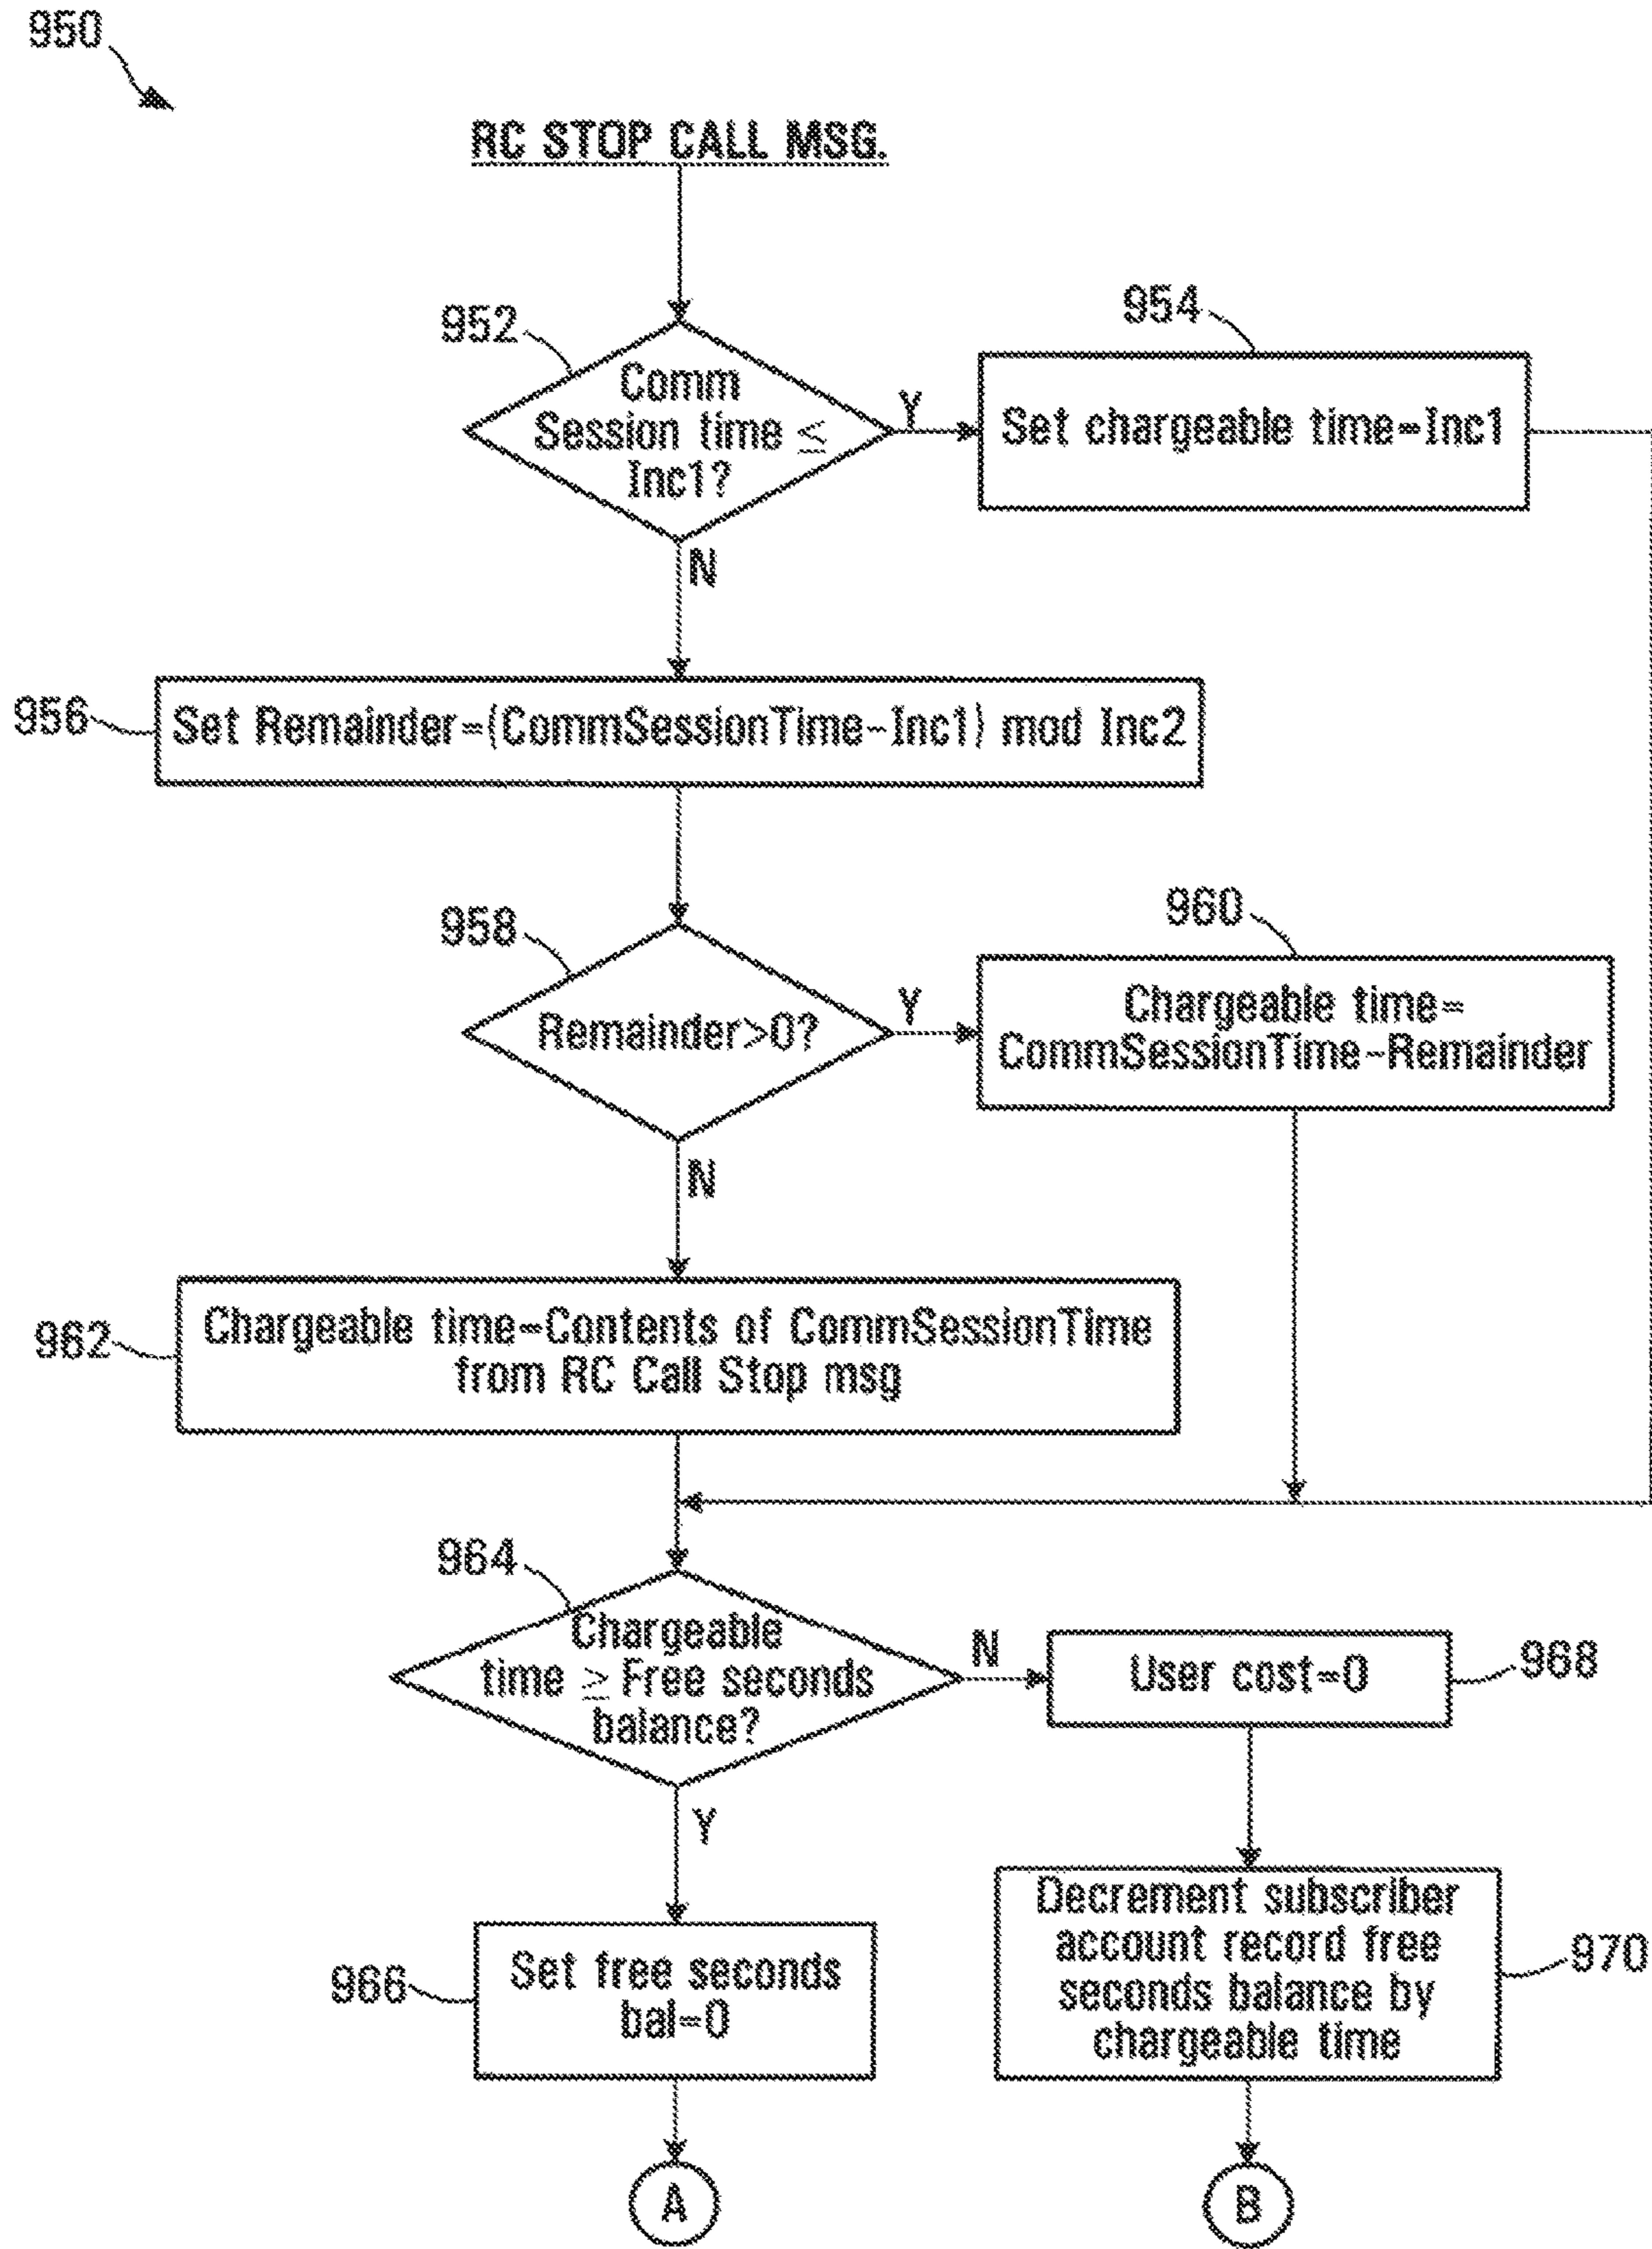 950
RC STOP CALL MSG.
952
Comm
Session time ≤
Inc1?
Y
954
Set chargeable time=Inc1
N
956
Set Remainder=(CommSessionTime-Inc1) mod Inc2
958
Remainder>0?
Y
960
Chargeable time=
CommSessionTime-Remainder
N
962
Chargeable time=Contents of CommSessionTime
from RC Call Stop msg
964
Chargeable
time ≥ Free seconds
balance?
N
User cost=0
968
Y
966
Set free seconds
bal=0
Decrement subscriber
account record free
seconds balance by
chargeable time
970
A
B